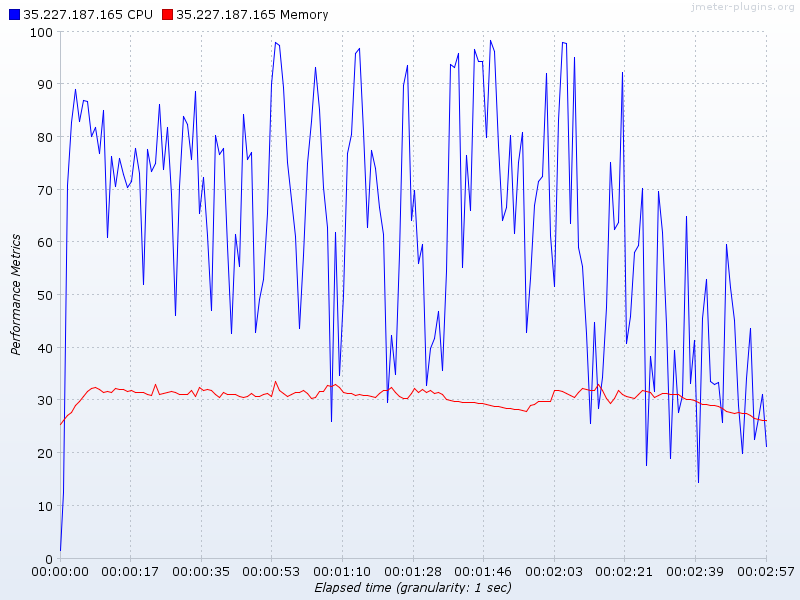 35.227.187.165 CPU 35.227.187.165 Memory
jmeter-plugins.org
100
90
80
70
60
50
40
30
20
10
0
Performance Metrics
00:00:00 00:00:17 00:00:35 00:00:53 00:01:10 00:01:28 00:01:46 00:02:03 00:02:21 00:02:39 00:02:57
Elapsed time (granularity: 1 sec)